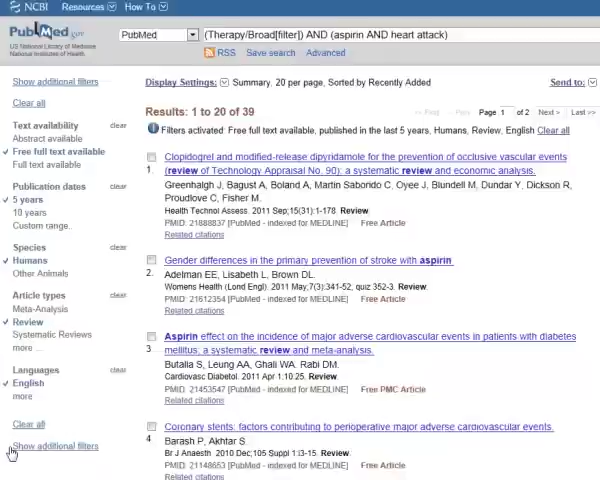 NCBI Resources How To
PubMed.gov
US National Library of Medicine
National Institutes of Health
PubMed
(Therapy/Broad[filter]) AND (aspirin AND heart attack)
RSS Save search Advanced
Show additional filters
Clear all
Text availability clear
Abstract available
Free full text available
Full text available
Publication dates clear
5 years
10 years
Custom range..
Species clear
Humans
Other Animals
Article types clear
Meta-Analysis
Review
Systematic Reviews
more ...
Languages clear
English
more
Clear all
Show additional filters
Display Settings: Summary, 20 per page, Sorted by Recently Added Send to:
Results: 1 to 20 of 39
<< First < Prev Page 1 of 2 Next > Last >>
Filters activated: Free full text available, published in the last 5 years, Humans, Review, English Clear all
Clopidogrel and modified-release dipyridamole for the prevention of occlusive vascular events
1. (review of Technology Appraisal No. 90): a systematic review and economic analysis.
Greenhalgh J, Bagust A, Boland A, Martin Saborido C, Oyee J, Blundell M, Dundar Y, Dickson R,
Proudlove C, Fisher M.
Health Technol Assess. 2011 Sep;15(31):1-178. Review.
PMID: 21888837 [PubMed - indexed for MEDLINE] Free Article
Related citations
Gender differences in the primary prevention of stroke with aspirin.
2. Adelman EE, Lisabeth L, Brown DL.
Womens Health (Lond Engl). 2011 May;7(3):341-52, quiz 352-3. Review.
PMID: 21612354 [PubMed - indexed for MEDLINE] Free Article
Related citations
Aspirin effect on the incidence of major adverse cardiovascular events in patients with diabetes
3 mellitus: a systematic review and meta-analysis.
Butalia S, Leung AA, Ghali WA, Rabi DM.
Cardiovasc Diabetol. 2011 Apr 1;10:25. Review.
PMID: 21453547 [PubMed - indexed for MEDLINE] Free PMC Article
Related citations
Coronary stents: factors contributing to perioperative major adverse cardiovascular events.
4 Barash P, Akhtar S.
Br J Anaesth. 2010 Dec;105 Suppl 1:i3-15. Review.
PMID: 21148653 [PubMed - indexed for MEDLINE] Free Article
Related citations